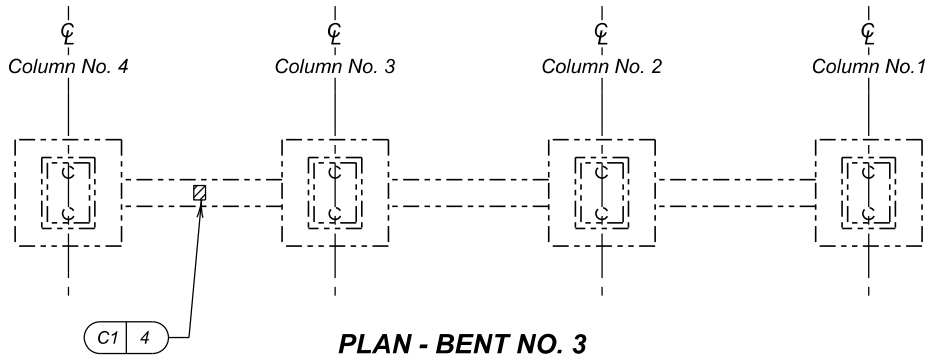 ℄ ℄ ℄ ℄
Column No. 4 Column No. 3 Column No. 2 Column No.1
C C C C
C C C C
C1 4
PLAN - BENT NO. 3